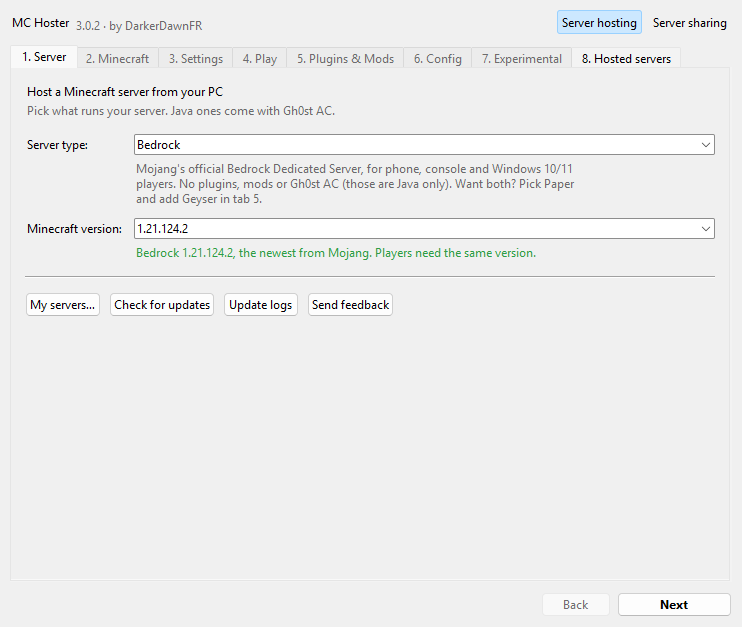 MC Hoster 3.0.2 · by DarkerDawnFR
Server hosting Server sharing
1. Server 2. Minecraft 3. Settings 4. Play 5. Plugins & Mods 6. Config 7. Experimental 8. Hosted servers
Host a Minecraft server from your PC
Pick what runs your server. Java ones come with Gh0st AC.
Server type: Bedrock
Mojang's official Bedrock Dedicated Server, for phone, console and Windows 10/11
players. No plugins, mods or Gh0st AC (those are Java only). Want both? Pick Paper
and add Geyser in tab 5.
Minecraft version: 1.21.124.2
Bedrock 1.21.124.2, the newest from Mojang. Players need the same version.
My servers... Check for updates Update logs Send feedback
Back Next